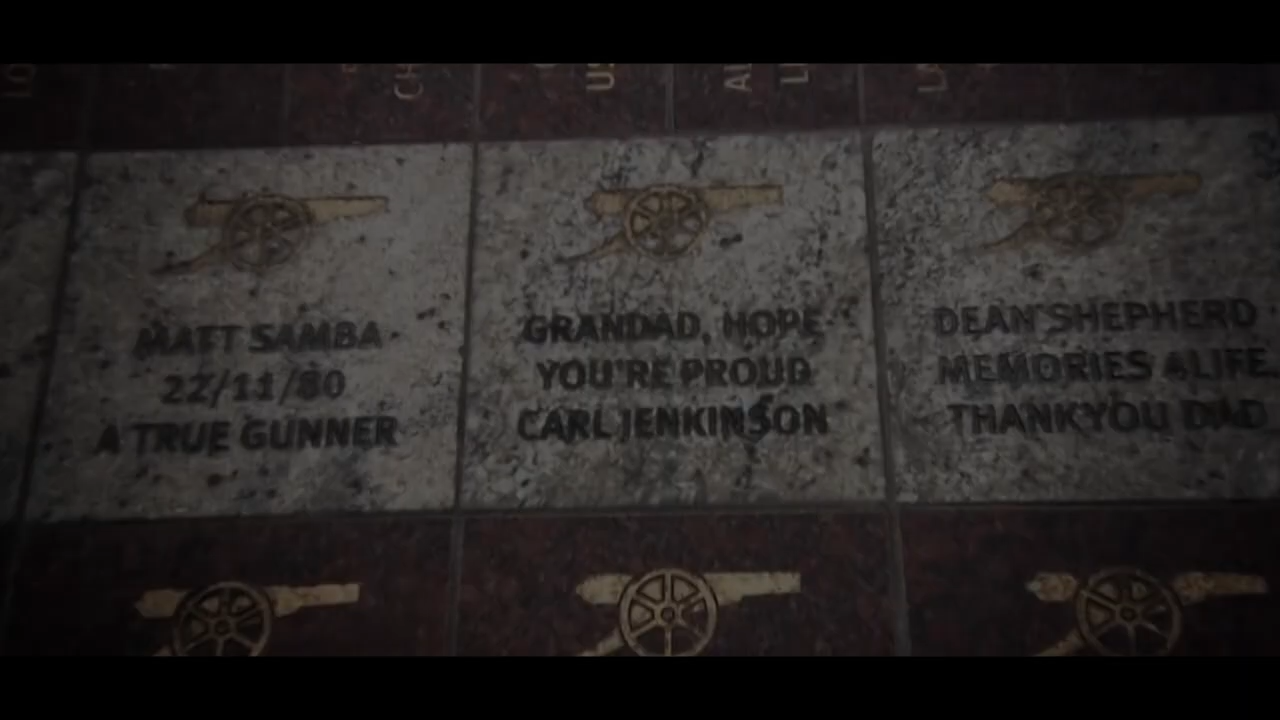 MATT SAMBA
22/11/80
A TRUE GUNNER
GRANDAD, HOPE
YOU'RE PROUD
CARL JENKINSON
DEAN SHEPHERD
MEMORIES 4 LIFE,
THANKYOU DAD